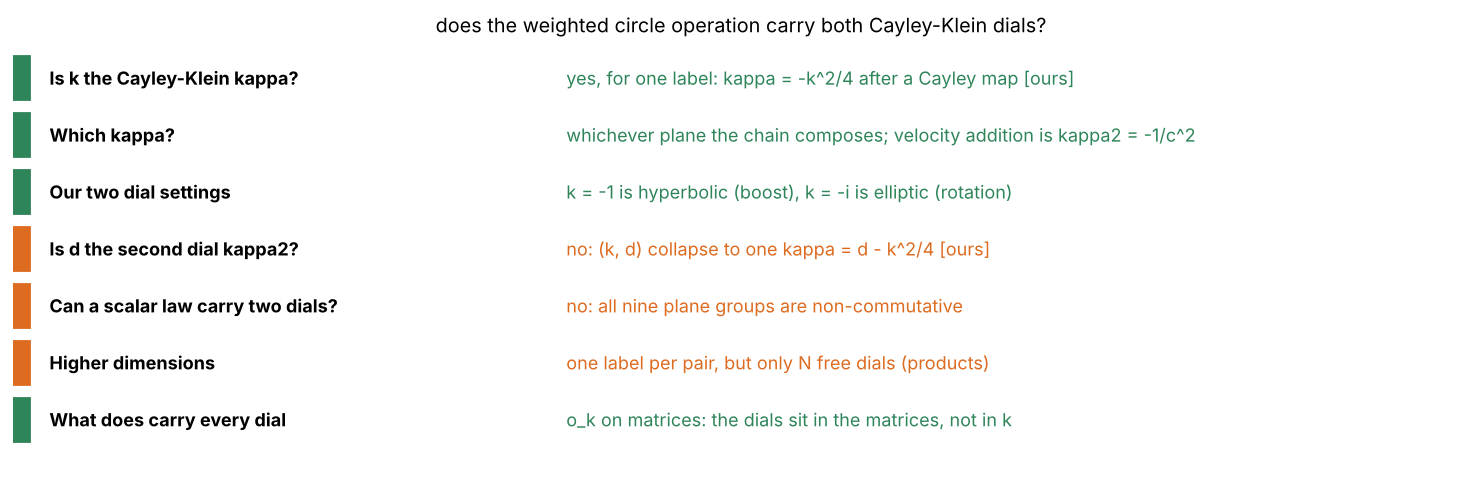 does the weighted circle operation carry both Cayley-Klein dials?
Is k the Cayley-Klein kappa? yes, for one label: kappa = -k^2/4 after a Cayley map [ours]
Which kappa? whichever plane the chain composes; velocity addition is kappa2 = -1/c^2
Our two dial settings k = -1 is hyperbolic (boost), k = -i is elliptic (rotation)
Is d the second dial kappa2? no: (k, d) collapse to one kappa = d - k^2/4 [ours]
Can a scalar law carry two dials? no: all nine plane groups are non-commutative
Higher dimensions one label per pair, but only N free dials (products)
What does carry every dial o_k on matrices: the dials sit in the matrices, not in k